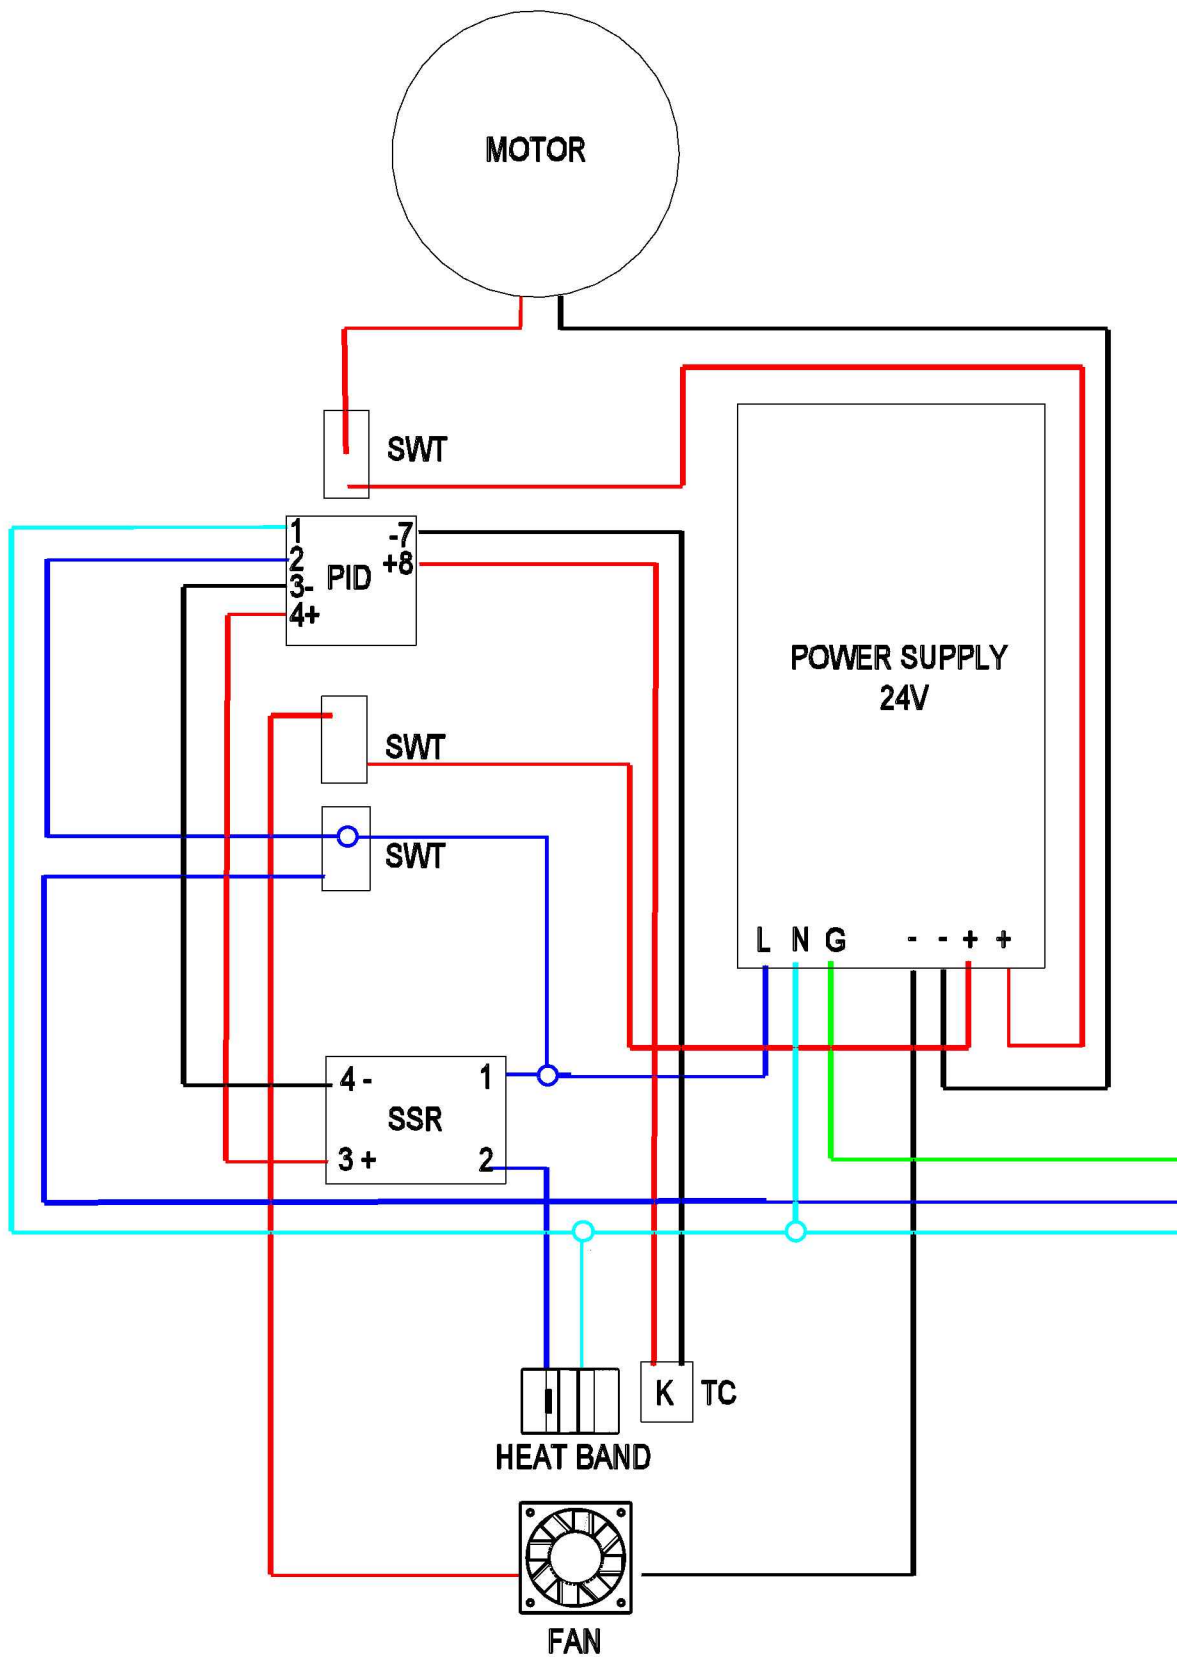 MOTOR
SWT
1
2
3-
4+
PID
-7
+8
POWER SUPPLY
24V
SWT
SWT
L N G - - + +
4 -
1
SSR
3 +
2
K
TC
HEAT BAND
FAN